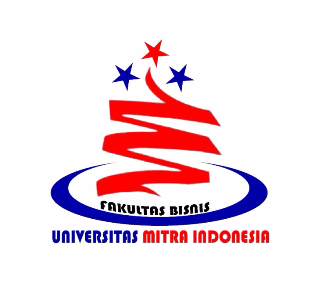 FAKULTAS BISNIS
UNIVERSITAS MITRA INDONESIA